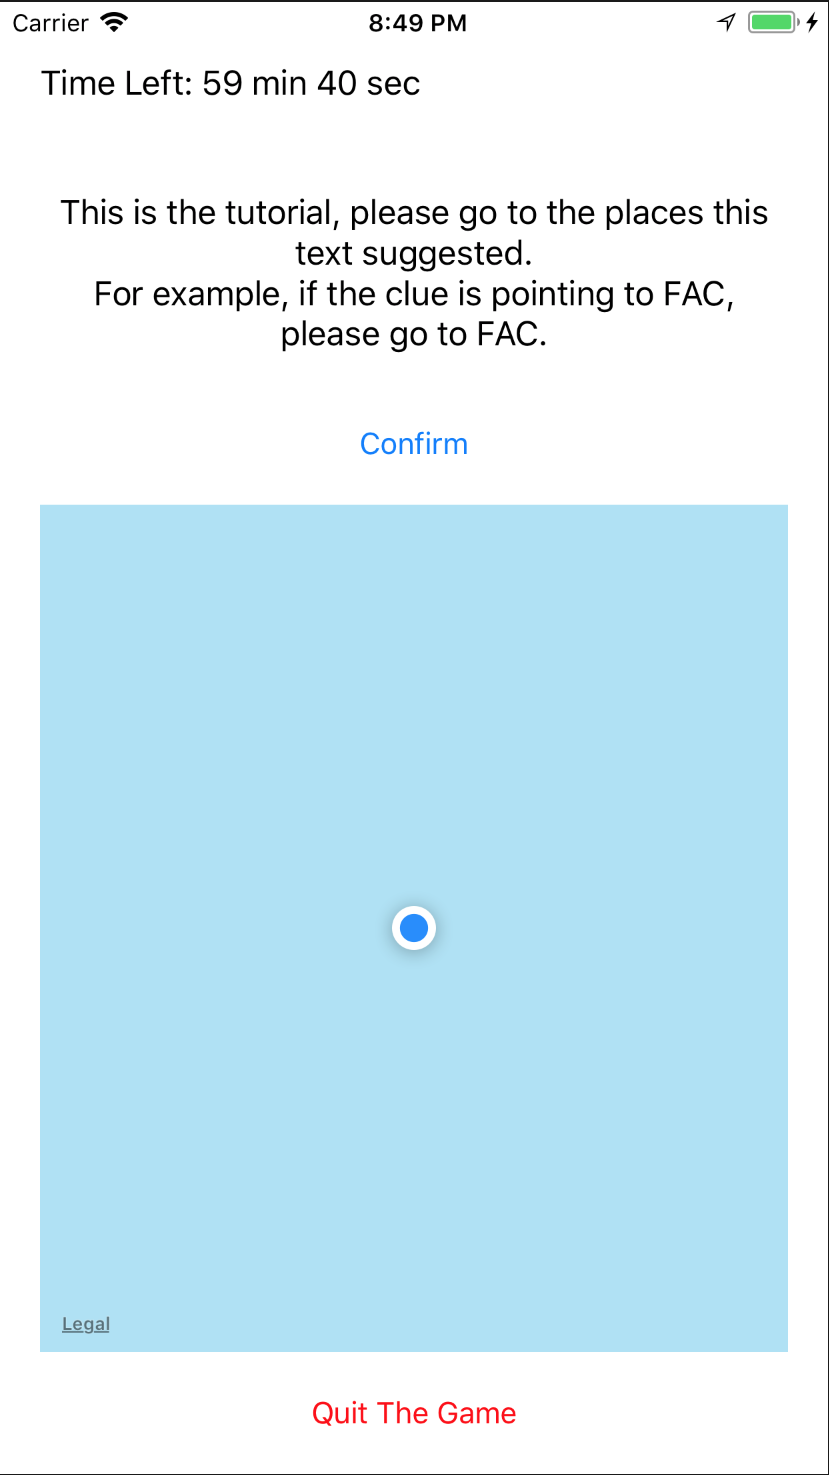 Carrier 8:49 PM
Time Left: 59 min 40 sec
This is the tutorial, please go to the places this
text suggested.
For example, if the clue is pointing to FAC,
please go to FAC.
Confirm
Legal
Quit The Game